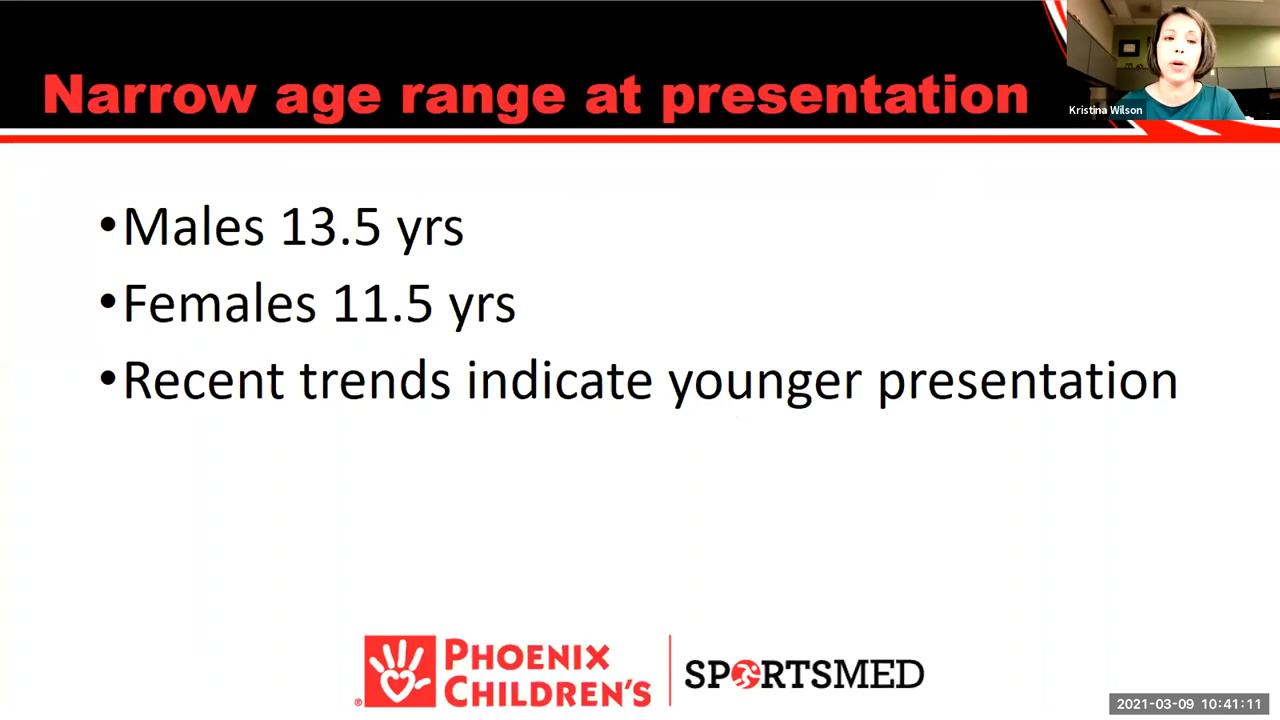 Narrow age range at presentation
Kristina Wilson
•Males 13.5 yrs
•Females 11.5 yrs
•Recent trends indicate younger presentation
® PHOENIX
CHILDREN'S
SPORTSMED
2021-03-09 10:41:11